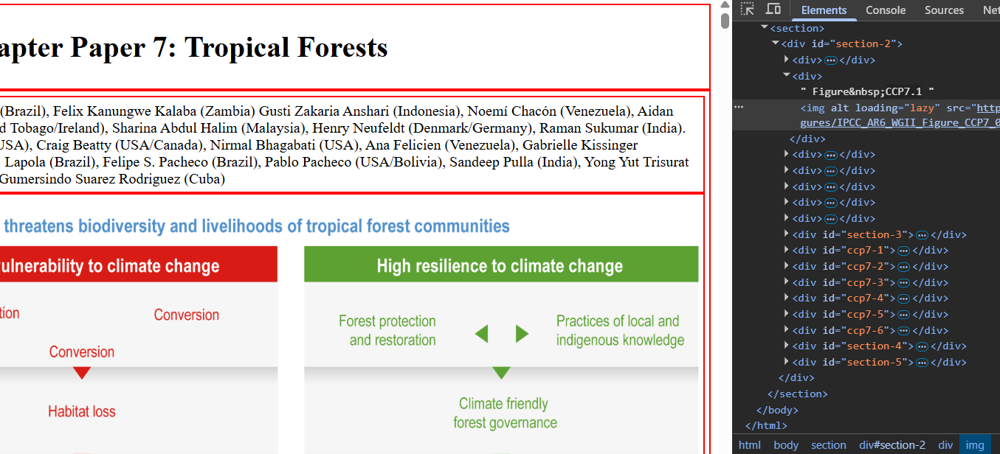 apter Paper 7: Tropical Forests
(Brazil), Felix Kanungwe Kalaba (Zambia) Gusti Zakaria Anshari (Indonesia), Noemí Chacón (Venezuela), Aidan
d Tobago/Ireland), Sharina Abdul Halim (Malaysia), Henry Neufeldt (Denmark/Germany), Raman Sukumar (India).
USA), Craig Beatty (USA/Canada), Nirmal Bhagabati (USA), Ana Felicien (Venezuela), Gabrielle Kissinger
Lapola (Brazil), Felipe S. Pacheco (Brazil), Pablo Pacheco (USA/Bolivia), Sandeep Pulla (India), Yong Yut Trisurat
Gumersindo Suarez Rodriguez (Cuba)
threatens biodiversity and livelihoods of tropical forest communities
ulnerability to climate change
High resilience to climate change
tion
Conversion
Conversion
Habitat loss
Forest protection
and restoration
Practices of local and
indigenous knowledge
Climate friendly
forest governance
Elements Console Sources Net
<section>
<div id="section-2">
<div>…</div>
<div>
" Figure&nbsp;CCP7.1 "
<img alt loading="lazy" src="http
gures/IPCC_AR6_WGII_Figure_CCP7_0
</div>
<div>…</div>
<div>…</div>
<div>…</div>
<div>…</div>
<div>…</div>
<div id="section-3">…</div>
<div id="ccp7-1">…</div>
<div id="ccp7-2">…</div>
<div id="ccp7-3">…</div>
<div id="ccp7-4">…</div>
<div id="ccp7-5">…</div>
<div id="ccp7-6">…</div>
<div id="section-4">…</div>
<div id="section-5">…</div>
</div>
</section>
</body>
</html>
html body section div#section-2 div img